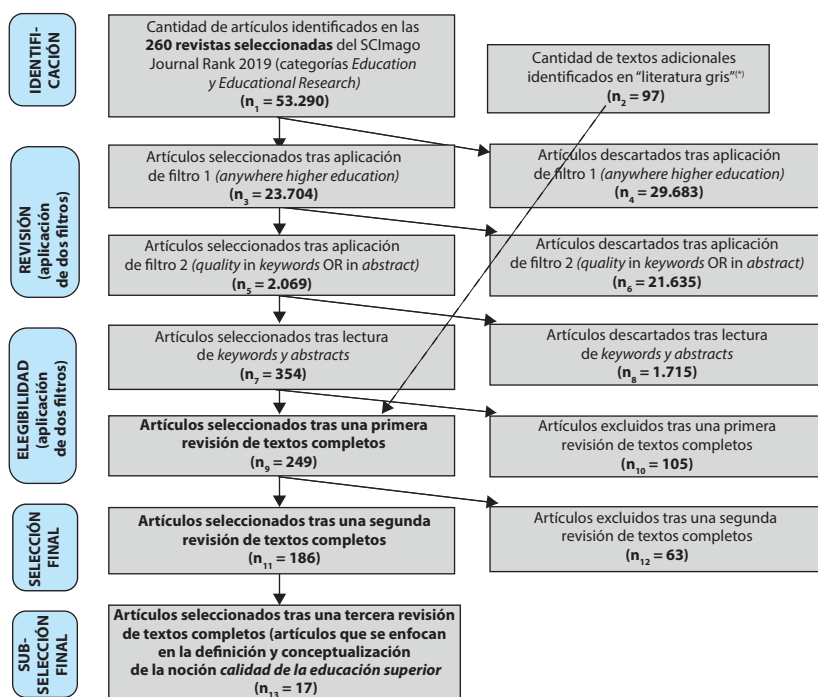 IDENTIFI-
CACIÓN
Cantidad de artículos identificados en las
260 revistas seleccionadas del SCImago
Journal Rank 2019 (categorías Education
y Educational Research)
(n1 = 53.290)
Cantidad de textos adicionales
identificados en "literatura gris"(*)
(n2 = 97)
REVISIÓN
(aplicación
de dos filtros)
Artículos seleccionados tras aplicación
de filtro 1 (anywhere higher education)
(n3 = 23.704)
Artículos descartados tras aplicación
de filtro 1 (anywhere higher education)
(n4 = 29.683)
Artículos seleccionados tras aplicación
de filtro 2 (quality in keywords OR in abstract)
(n5 = 2.069)
Artículos descartados tras aplicación
de filtro 2 (quality in keywords OR in abstract)
(n6 = 21.635)
ELEGIBILIDAD
(aplicación
de dos filtros)
Artículos seleccionados tras lectura
de keywords y abstracts
(n7 = 354)
Artículos descartados tras lectura
de keywords y abstracts
(n8 = 1.715)
Artículos seleccionados tras una primera
revisión de textos completos
(n9 = 249)
Artículos excluidos tras una primera
revisión de textos completos
(n10 = 105)
SELECCIÓN
FINAL
Artículos seleccionados tras una segunda
revisión de textos completos
(n11 = 186)
Artículos excluidos tras una segunda
revisión de textos completos
(n12 = 63)
SUB-
SELECCIÓN
FINAL
Artículos seleccionados tras una tercera revisión
de textos completos (artículos que se enfocan
en la definición y conceptualización
de la noción calidad de la educación superior
(n13 = 17)